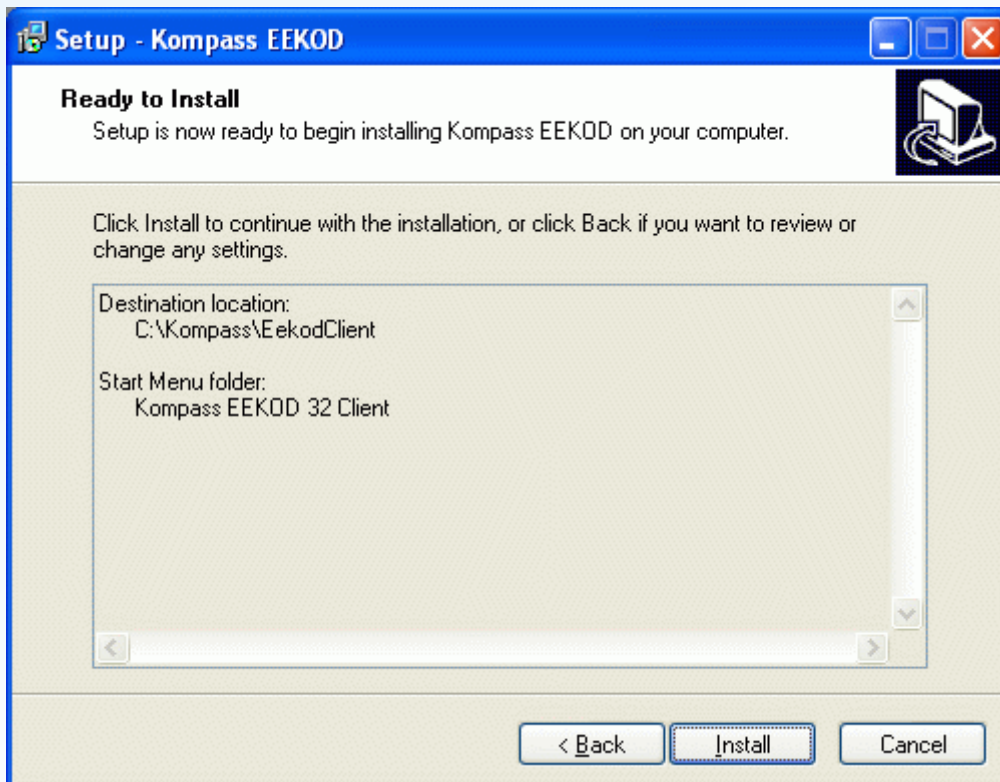 Setup - Kompass EEKOD
Ready to Install
Setup is now ready to begin installing Kompass EEKOD on your computer.
Click Install to continue with the installation, or click Back if you want to review or
change any settings.
Destination location:
C:\Kompass\EekodClient
Start Menu folder:
Kompass EEKOD 32 Client
< Back
Install
Cancel